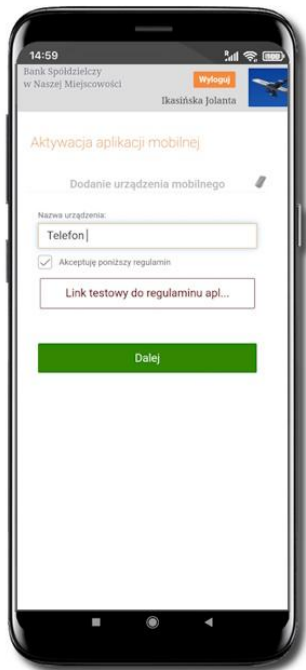 14:59
Bank Spółdzielczy
w Naszej Miejscowości
Wyloguj
Ikasińska Jolanta
Aktywacja aplikacji mobilnej
Dodanie urządzenia mobilnego
Nazwa urządzenia:
Telefon
Akceptuję poniższy regulamin
Link testowy do regulaminu apl...
Dalej